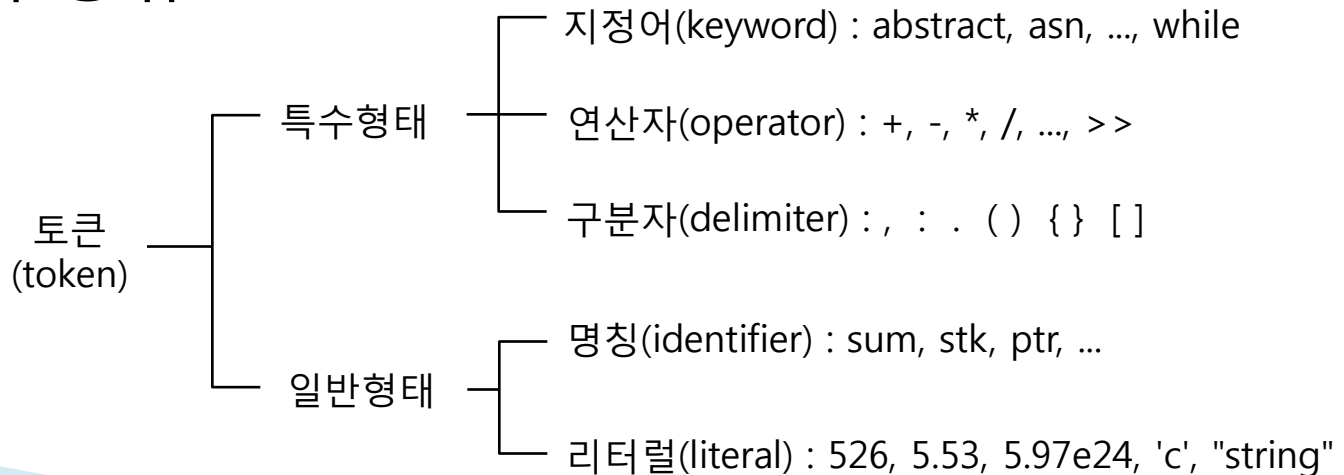 지정어(keyword) : abstract, asn, ..., while
특수형태
연산자(operator) : +, -, *, /, ..., >>
구분자(delimiter) : , : . ( ) { } [ ]
토큰
(token)
명칭(identifier) : sum, stk, ptr, ...
일반형태
리터럴(literal) : 526, 5.53, 5.97e24, 'c', "string"